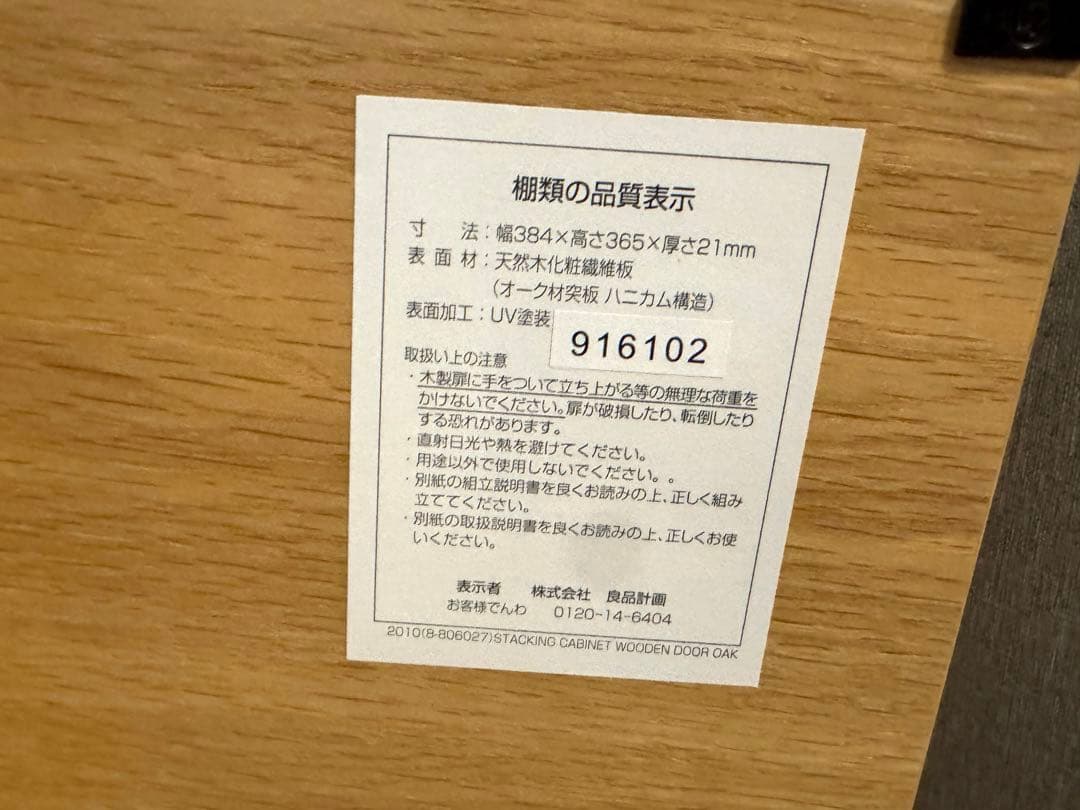 棚類の品質表示
寸　法：幅384×高さ365×厚さ21mm
表面材：天然木化粧繊維板
（オーク材突板 ハニカム構造）
表面加工：UV塗装
916102
取扱い上の注意
・木製扉に手をついて立ち上がる等の無理な荷重を
かけないでください。扉が破損したり、転倒したり
する恐れがあります。
・直射日光や熱を避けてください。
・用途以外で使用しないでください。。
・別紙の組立説明書を良くお読みの上、正しく組み
立ててください。
・別紙の取扱説明書を良くお読みの上、正しくお使
いください。
表示者　株式会社　良品計画
お客様でんわ　0120-14-6404
2010(8-806027)STACKING CABINET WOODEN DOOR OAK